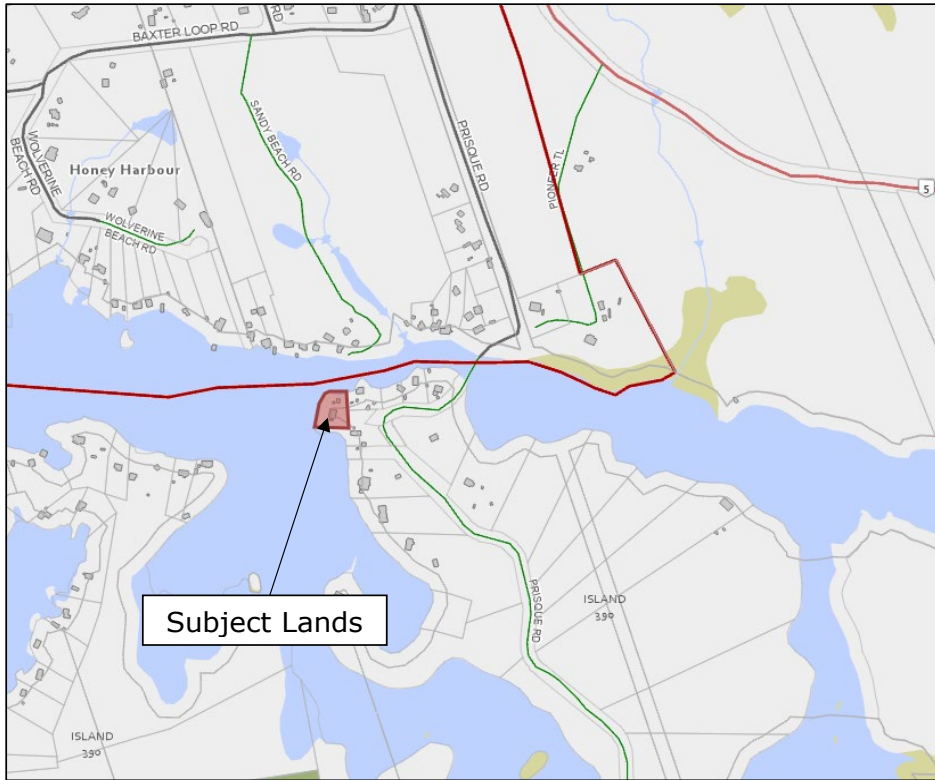 RD
BAXTER LOOP RD
SANDY BEACH RD
PRISQUE RD
PIONEER TL
WOLVERINE
BEACH RD
Honey Harbour
5
WOLVERINE
BEACH RD
Subject Lands
PRISQUE RD
ISLAND
390
ISLAND
390